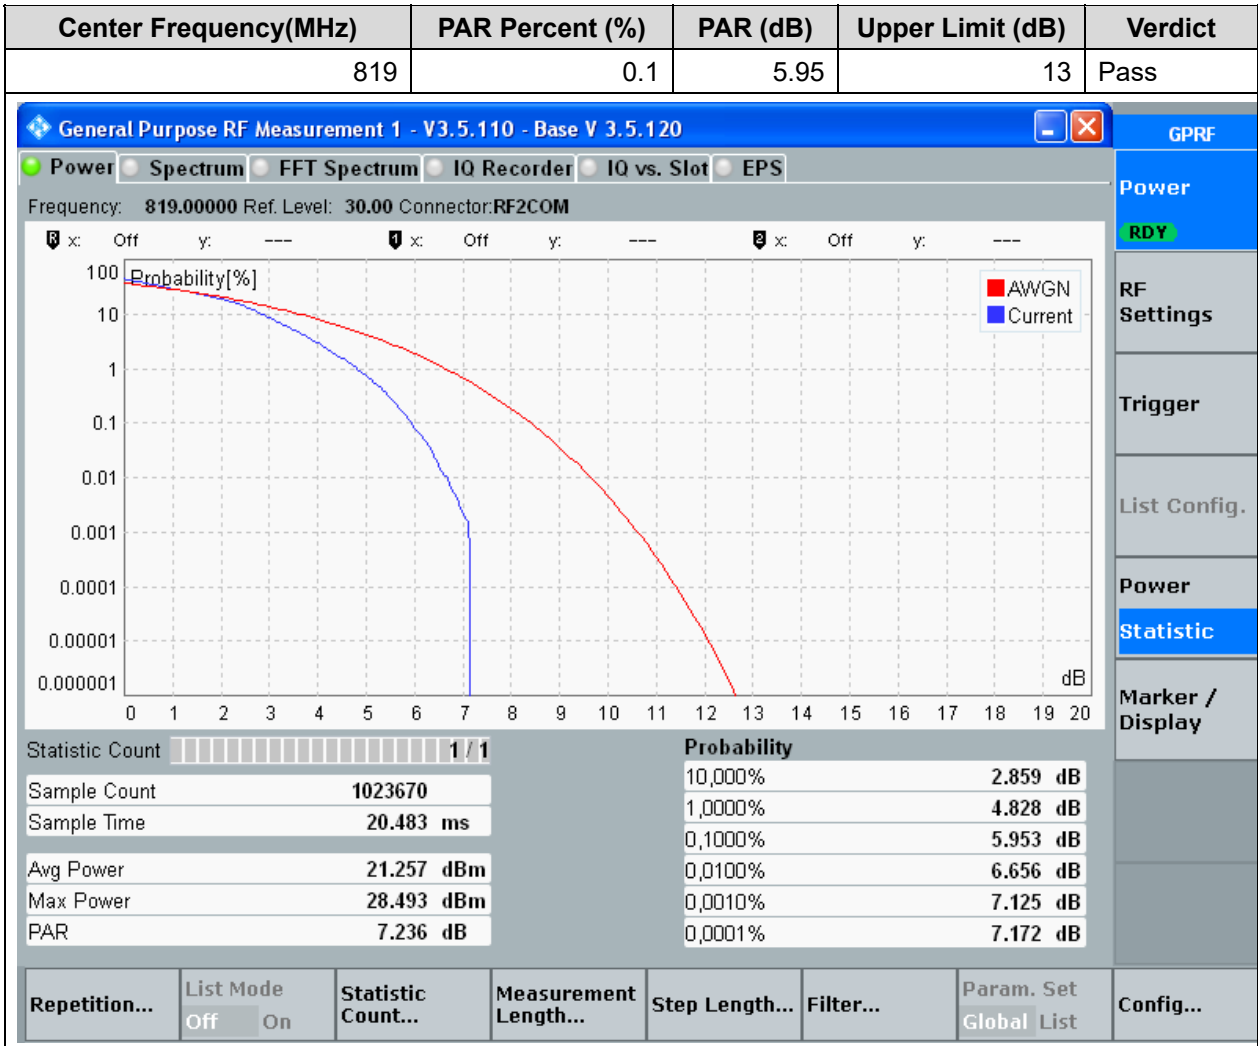 Center Frequency(MHz) PAR Percent (%) PAR (dB) Upper Limit (dB) Verdict
819 0.1 5.95 13 Pass
General Purpose RF Measurement 1 - V3.5.110 - Base V 3.5.120
GPRF
Power Spectrum FFT Spectrum IQ Recorder IQ vs. Slot EPS
Frequency: 819.00000 Ref. Level: 30.00 Connector:RF2COM
R x: Off y: --- 1 x: Off y: --- 2 x: Off y: ---
Probability[%]
100
10
1
0.1
0.01
0.001
0.0001
0.00001
0.000001
AWGN
Current
dB
0 1 2 3 4 5 6 7 8 9 10 11 12 13 14 15 16 17 18 19 20
Power
RDY
RF
Settings
Trigger
List Config.
Power
Statistic
Marker /
Display
Statistic Count 1 / 1
Sample Count 1023670
Sample Time 20.483 ms
Avg Power 21.257 dBm
Max Power 28.493 dBm
PAR 7.236 dB
Probability
10,000% 2.859 dB
1,0000% 4.828 dB
0,1000% 5.953 dB
0,0100% 6.656 dB
0,0010% 7.125 dB
0,0001% 7.172 dB
Repetition...
List Mode
Off On
Statistic
Count...
Measurement
Length...
Step Length...
Filter...
Param. Set
Global List
Config...